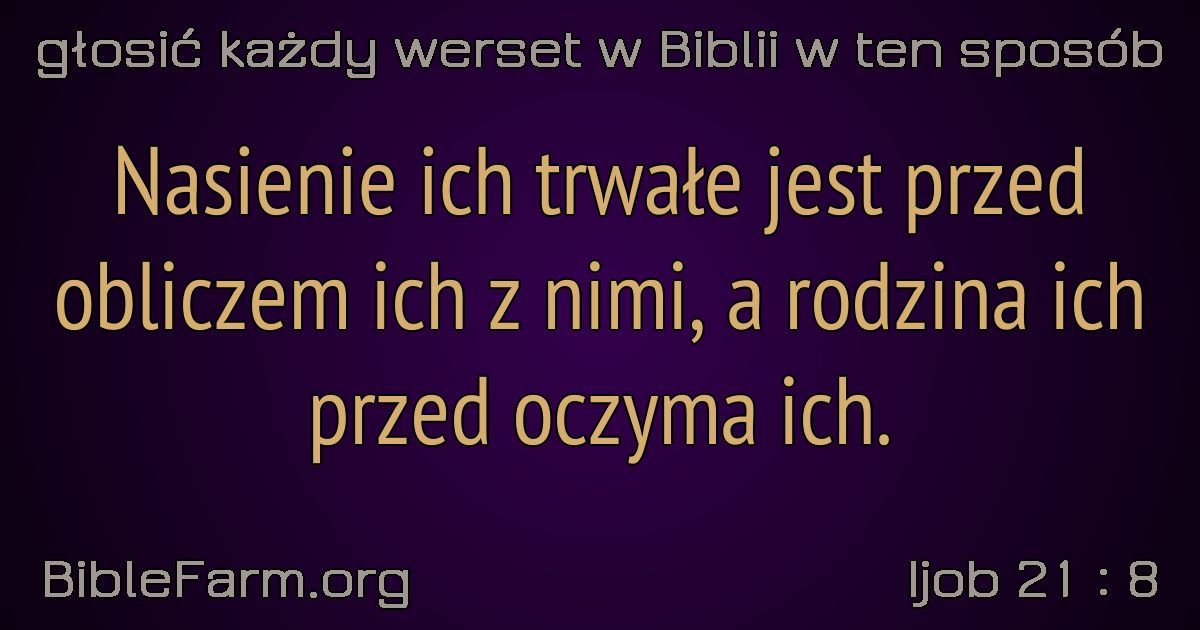 głosić każdy werset w Biblii w ten sposób
Nasienie ich trwałe jest przed
obliczem ich z nimi, a rodzina ich
przed oczyma ich.
BibleFarm.org
Ijob 21 : 8